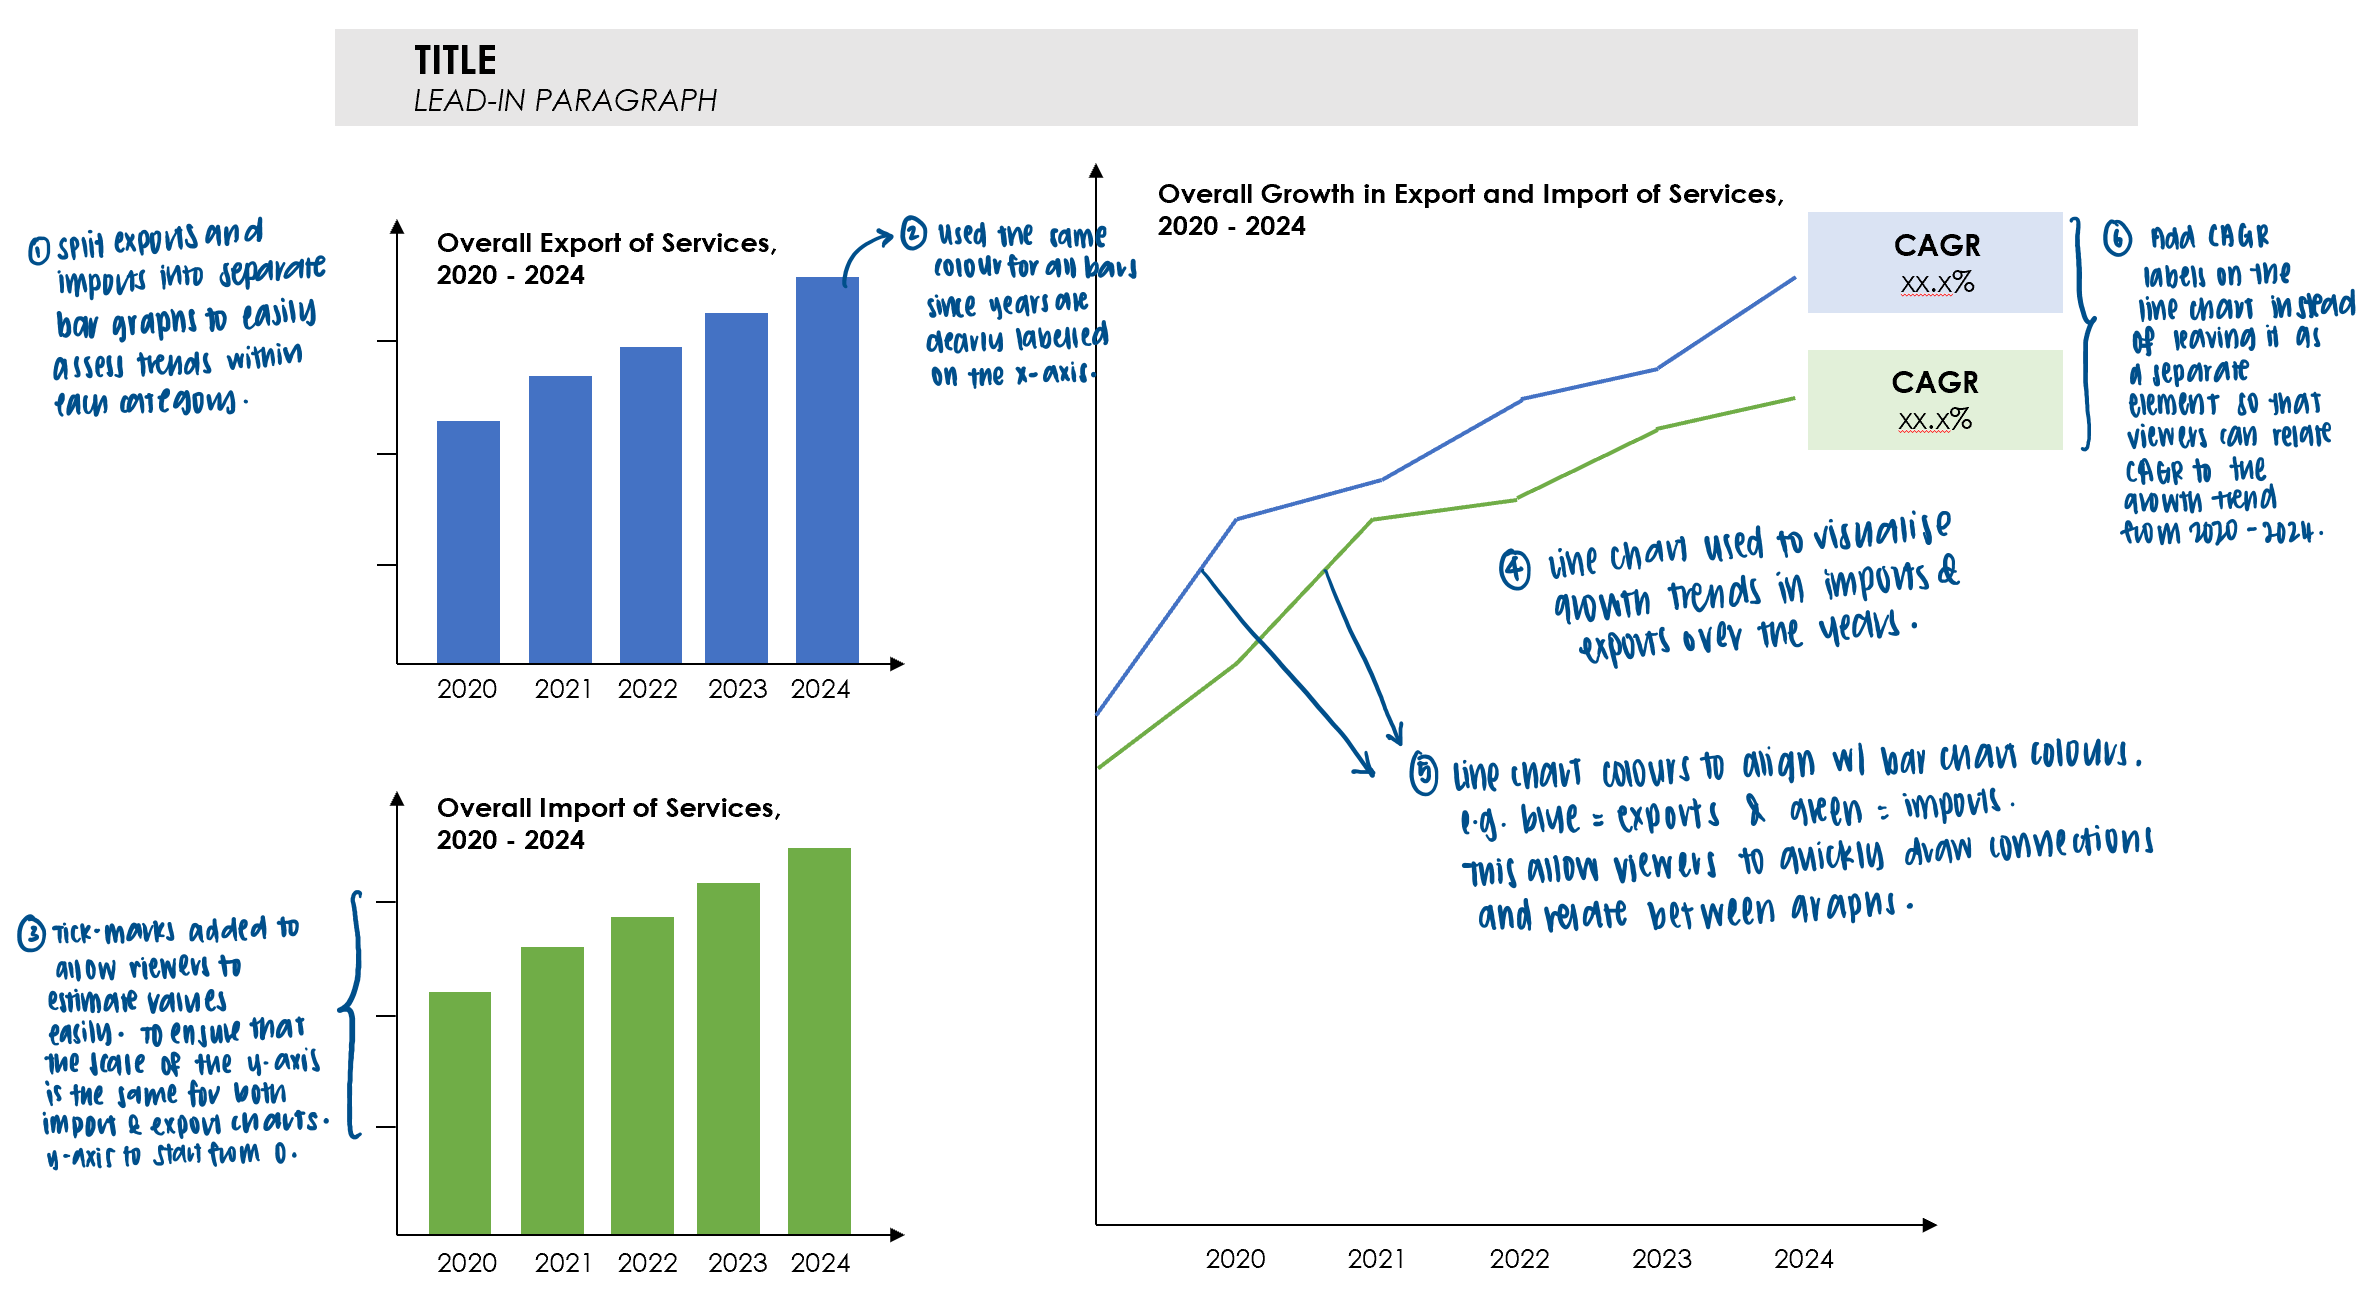 TITLE
LEAD-IN PARAGRAPH
① split exports and
imports into separate
bar graphs to easily
assess trends within
each category.
Overall Export of Services,
2020 - 2024
2020 2021 2022 2023 2024
② used the same
colour for all bars
since years are
clearly labelled
on the x-axis.
Overall Import of Services,
2020 - 2024
2020 2021 2022 2023 2024
③ Tick-marks added to
allow viewers to
estimate values
easily. To ensure that
the scale of the y-axis
is the same for both
import & export charts.
y-axis to start from 0.
Overall Growth in Export and Import of Services,
2020 - 2024
CAGR
xx.x%
CAGR
xx.x%
2020 2021 2022 2023 2024
④ Line chart used to visualise
growth trends in imports &
exports over the years.
⑤ Line chart colours to align w/ bar chart colours.
e.g. blue = exports & green = imports.
This allow viewers to quickly draw connections
and relate between graphs.
⑥ Add CAGR
labels on the
line chart instead
of leaving it as
a separate
element so that
viewers can relate
CAGR to the
growth trend
from 2020 - 2024.